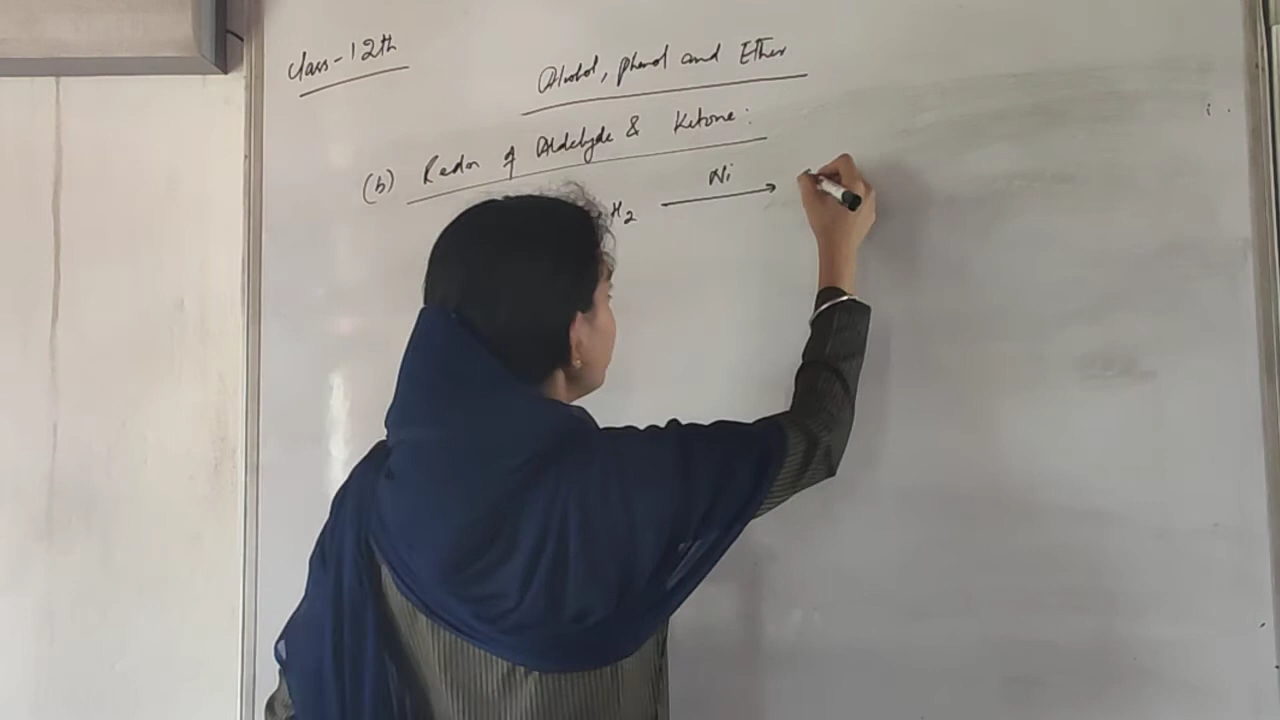 Class-12th
Alcohol, phenol and Ether
(b) Redn of Aldehyde & Ketone:
H2 Ni →